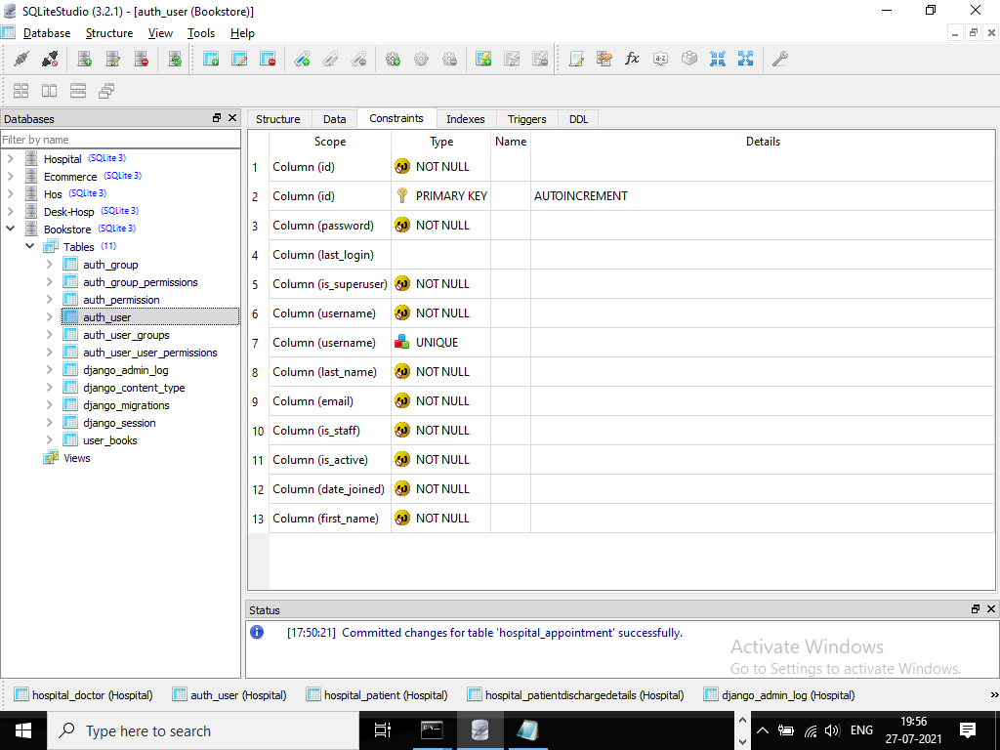 SQLiteStudio (3.2.1) - [auth_user (Bookstore)]
Database Structure View Tools Help
Databases
Filter by name
Hospital (SQLite 3)
Ecommerce (SQLite 3)
Hos (SQLite 3)
Desk-Hosp (SQLite 3)
Bookstore (SQLite 3)
Tables (11)
auth_group
auth_group_permissions
auth_permission
auth_user
auth_user_groups
auth_user_user_permissions
django_admin_log
django_content_type
django_migrations
django_session
user_books
Views
Structure Data Constraints Indexes Triggers DDL
Scope Type Name Details
1 Column (id) NOT NULL
2 Column (id) PRIMARY KEY AUTOINCREMENT
3 Column (password) NOT NULL
4 Column (last_login)
5 Column (is_superuser) NOT NULL
6 Column (username) NOT NULL
7 Column (username) UNIQUE
8 Column (last_name) NOT NULL
9 Column (email) NOT NULL
10 Column (is_staff) NOT NULL
11 Column (is_active) NOT NULL
12 Column (date_joined) NOT NULL
13 Column (first_name) NOT NULL
Status
[17:50:21] Committed changes for table 'hospital_appointment' successfully.
Activate Windows
Go to Settings to activate Windows.
hospital_doctor (Hospital) auth_user (Hospital) hospital_patient (Hospital) hospital_patientdischargedetails (Hospital) django_admin_log (Hospital) »
Type here to search
ENG
19:56
27-07-2021